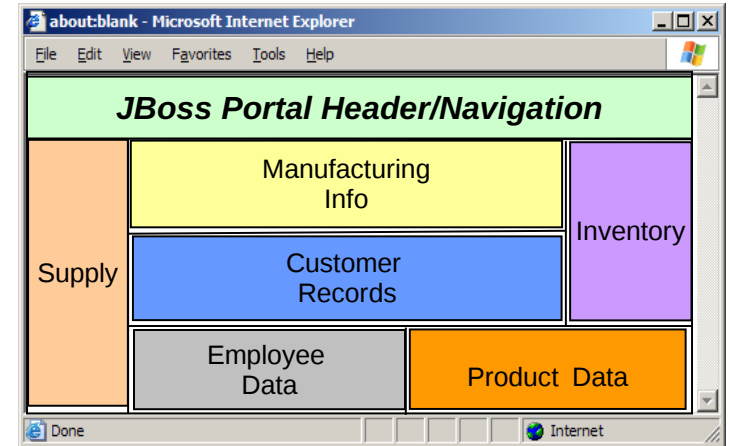 about:blank - Microsoft Internet Explorer
File Edit View Favorites Tools Help
JBoss Portal Header/Navigation
Manufacturing
Info
Inventory
Supply
Customer
Records
Employee
Data
Product Data
Done Internet